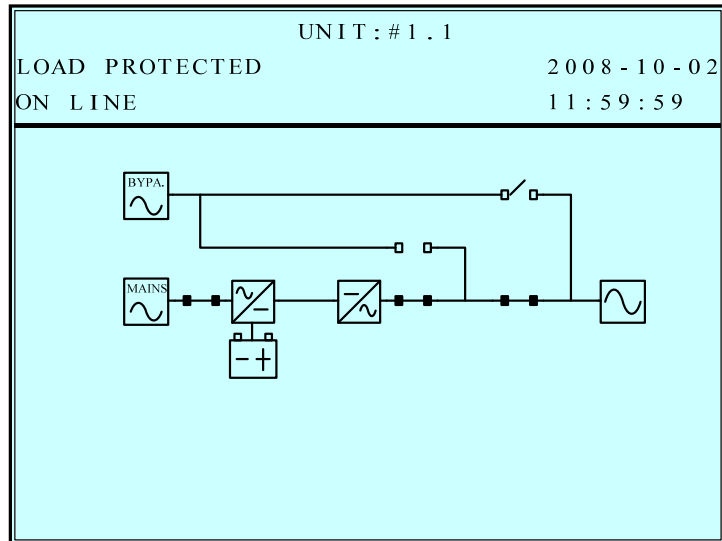 UNIT:#1.1
LOAD PROTECTED 2008-10-02
ON LINE 11:59:59
BYPA.
MAINS